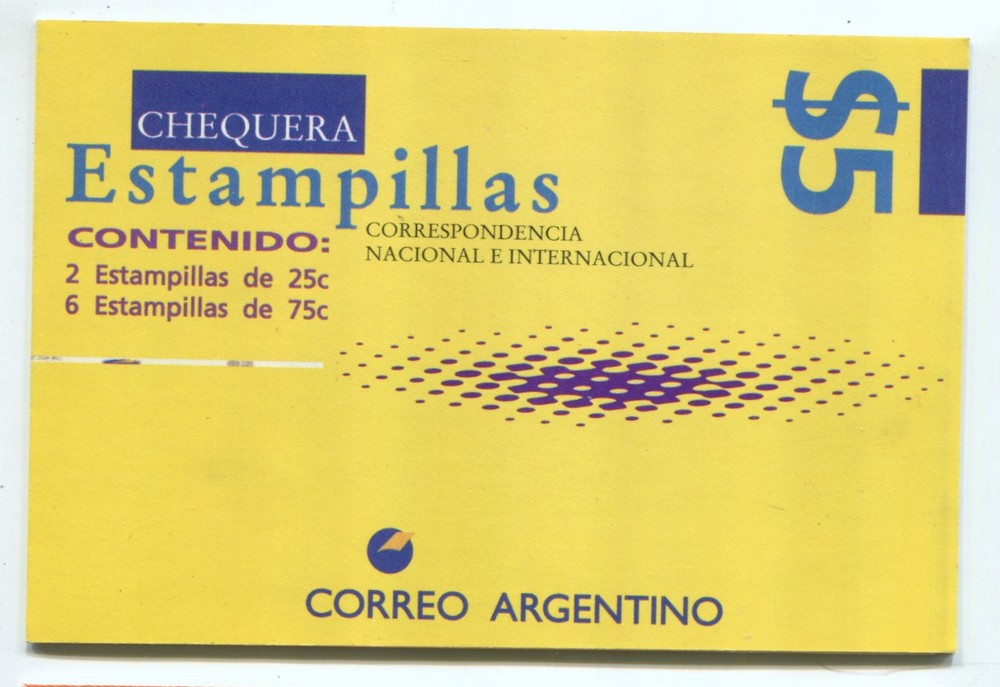 CHEQUERA
Estampillas
CORRESPONDENCIA
NACIONAL E INTERNACIONAL
CONTENIDO:
2 Estampillas de 25c
6 Estampillas de 75c
$5
CORREO ARGENTINO